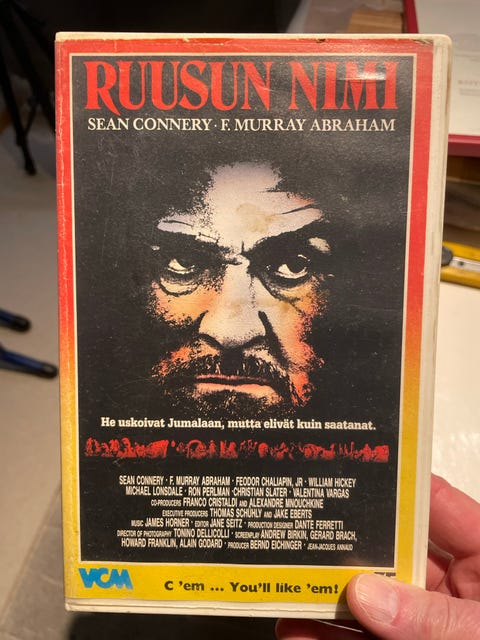 RUUSUN NIMI
SEAN CONNERY · F. MURRAY ABRAHAM
He uskoivat Jumalaan, mutta elivät kuin saatanat.
SEAN CONNERY · F. MURRAY ABRAHAM · FEODOR CHALIAPIN, JR · WILLIAM HICKEY
MICHAEL LONSDALE · RON PERLMAN · CHRISTIAN SLATER · VALENTINA VARGAS
CO-PRODUCERS FRANCO CRISTALDI AND ALEXANDRE MNOUCHKINE
EXECUTIVE PRODUCERS THOMAS SCHÜHLY AND JAKE EBERTS
MUSIC JAMES HORNER · EDITOR JANE SEITZ · PRODUCTION DESIGNER DANTE FERRETTI
DIRECTOR OF PHOTOGRAPHY TONINO DELLICOLLI · SCREENPLAY ANDREW BIRKIN, GERARD BRACH,
HOWARD FRANKLIN, ALAIN GODARD · PRODUCER BERND EICHINGER · JEAN-JACQUES ANNAUD
VCM C 'em ... You'll like 'em!